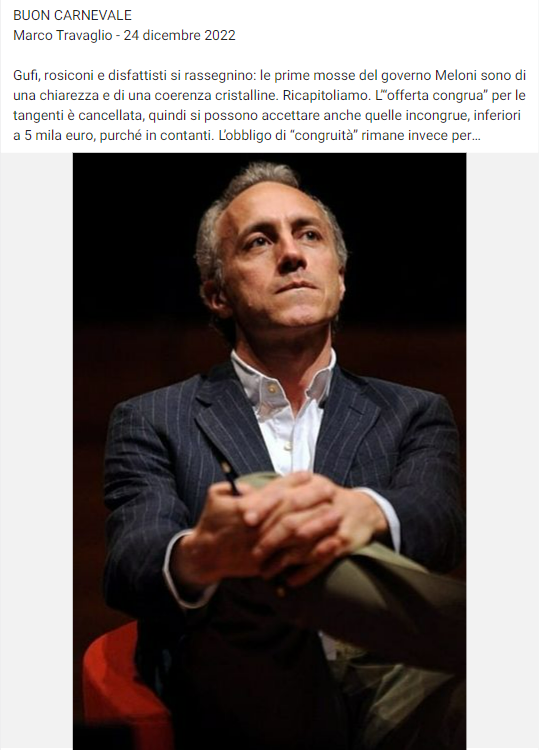 BUON CARNEVALE
Marco Travaglio - 24 dicembre 2022
Gufi, rosiconi e disfattisti si rassegnino: le prime mosse del governo Meloni sono di
una chiarezza e di una coerenza cristalline. Ricapitoliamo. L'“offerta congrua” per le
tangenti è cancellata, quindi si possono accettare anche quelle incongrue, inferiori
a 5 mila euro, purché in contanti. L'obbligo di “congruità” rimane invece per...